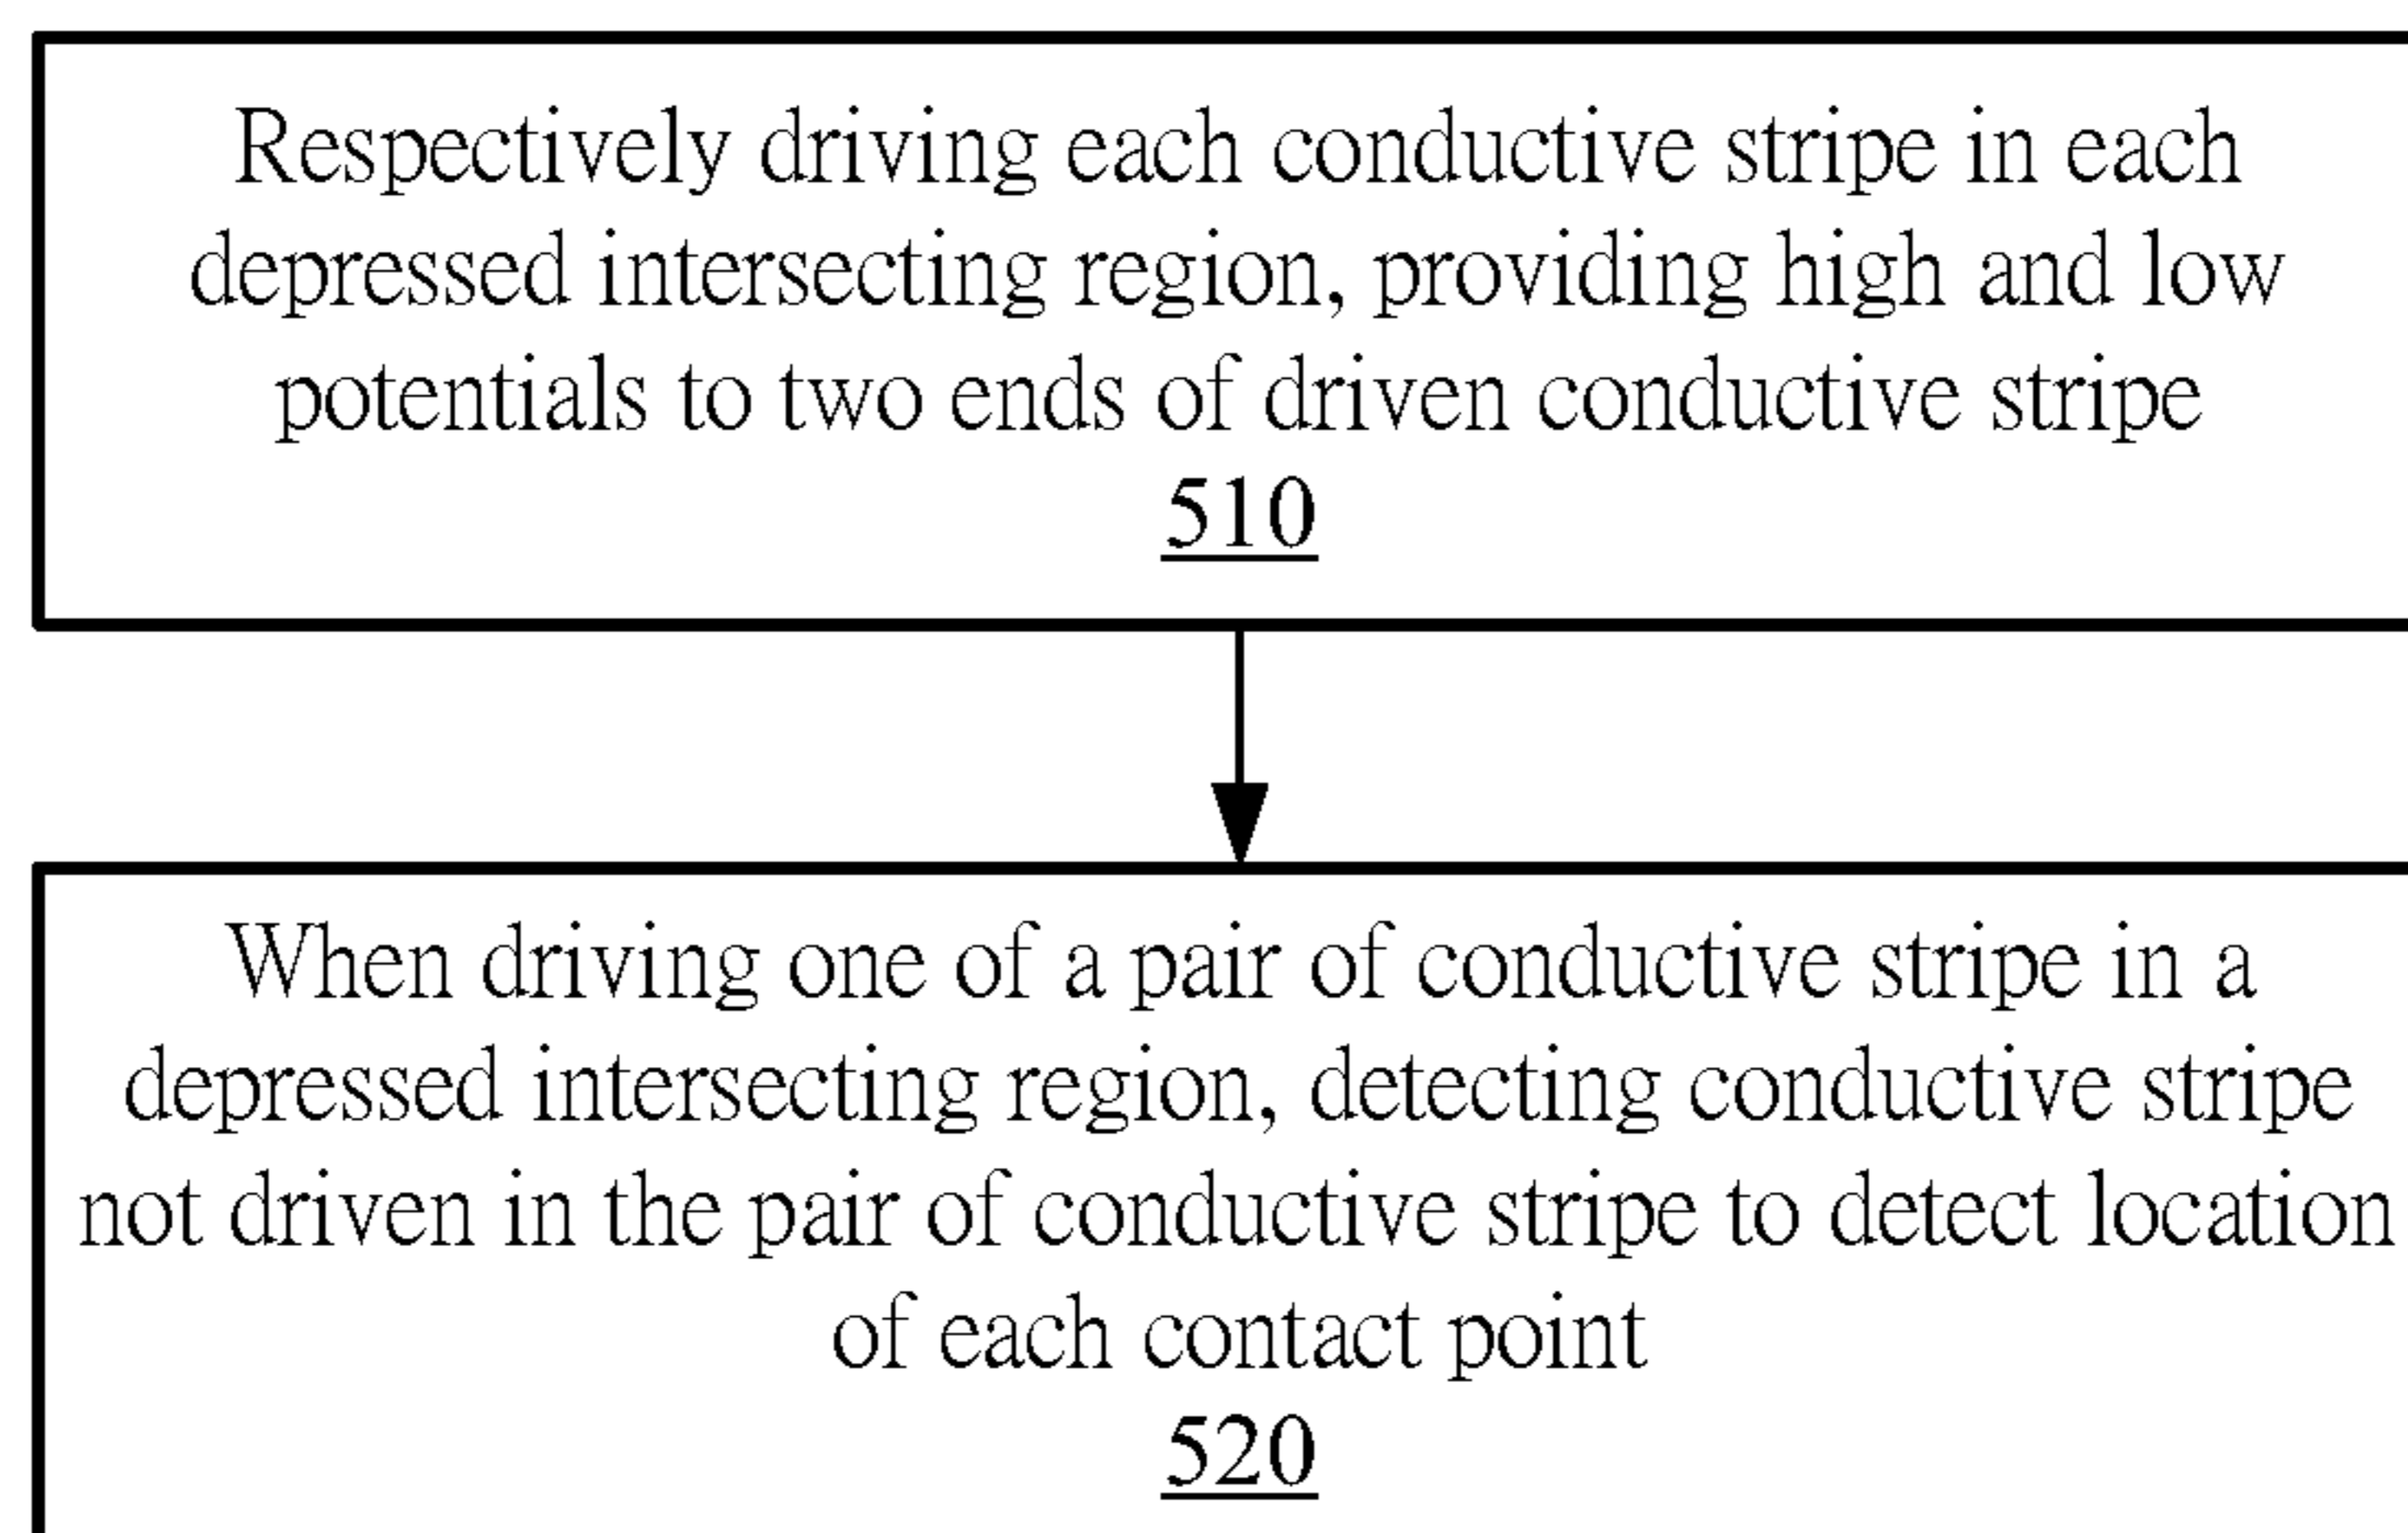 Respectively driving each conductive stripe in each
depressed intersecting region, providing high and low
potentials to two ends of driven conductive stripe
510
When driving one of a pair of conductive stripe in a
depressed intersecting region, detecting conductive stripe
not driven in the pair of conductive stripe to detect location
of each contact point
520